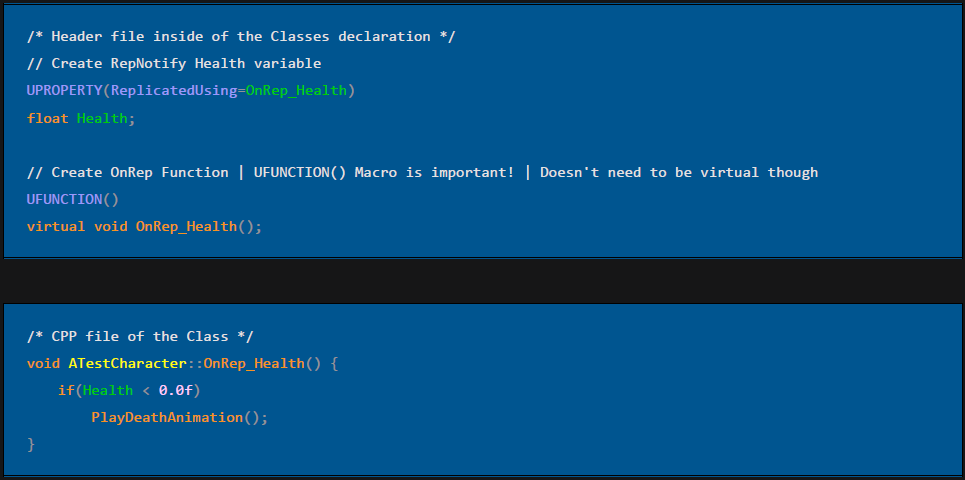 /* Header file inside of the Classes declaration */
// Create RepNotify Health variable
UPROPERTY(ReplicatedUsing=OnRep_Health)
float Health;
// Create OnRep Function | UFUNCTION() Macro is important! | Doesn't need to be virtual though
UFUNCTION()
virtual void OnRep_Health();
/* CPP file of the Class */
void ATestCharacter::OnRep_Health() {
if(Health < 0.0f)
PlayDeathAnimation();
}